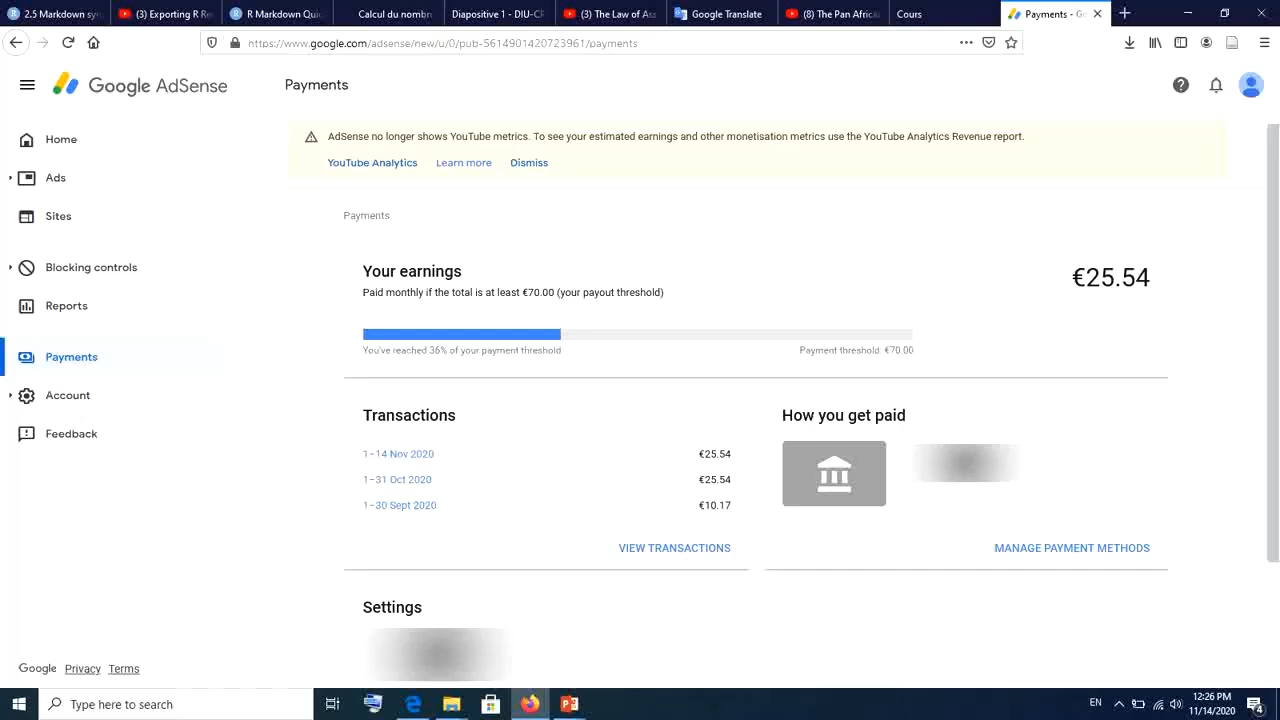 2.5 Markdown syn
(3) Exporting R Res
R Markdown Quic
Calcul du nombr
Diapositive 1 - DIU-CR
(3) The Law of Ass
Google Translate
(8) The Pan Africa
Cours
Payments - Go
https://www.google.com/adsense/new/u/0/pub-5614901420723961/payments
Google AdSense
Payments
Home
Ads
Sites
Blocking controls
Reports
Payments
Account
Feedback
AdSense no longer shows YouTube metrics. To see your estimated earnings and other monetisation metrics use the YouTube Analytics Revenue report.
YouTube Analytics Learn more Dismiss
Payments
Your earnings
€25.54
Paid monthly if the total is at least €70.00 (your payout threshold)
You've reached 36% of your payment threshold
Payment threshold: €70.00
Transactions
1–14 Nov 2020 €25.54
1–31 Oct 2020 €25.54
1–30 Sept 2020 €10.17
VIEW TRANSACTIONS
How you get paid
MANAGE PAYMENT METHODS
Settings
Google Privacy Terms
Type here to search
EN
12:26 PM
11/14/2020
4